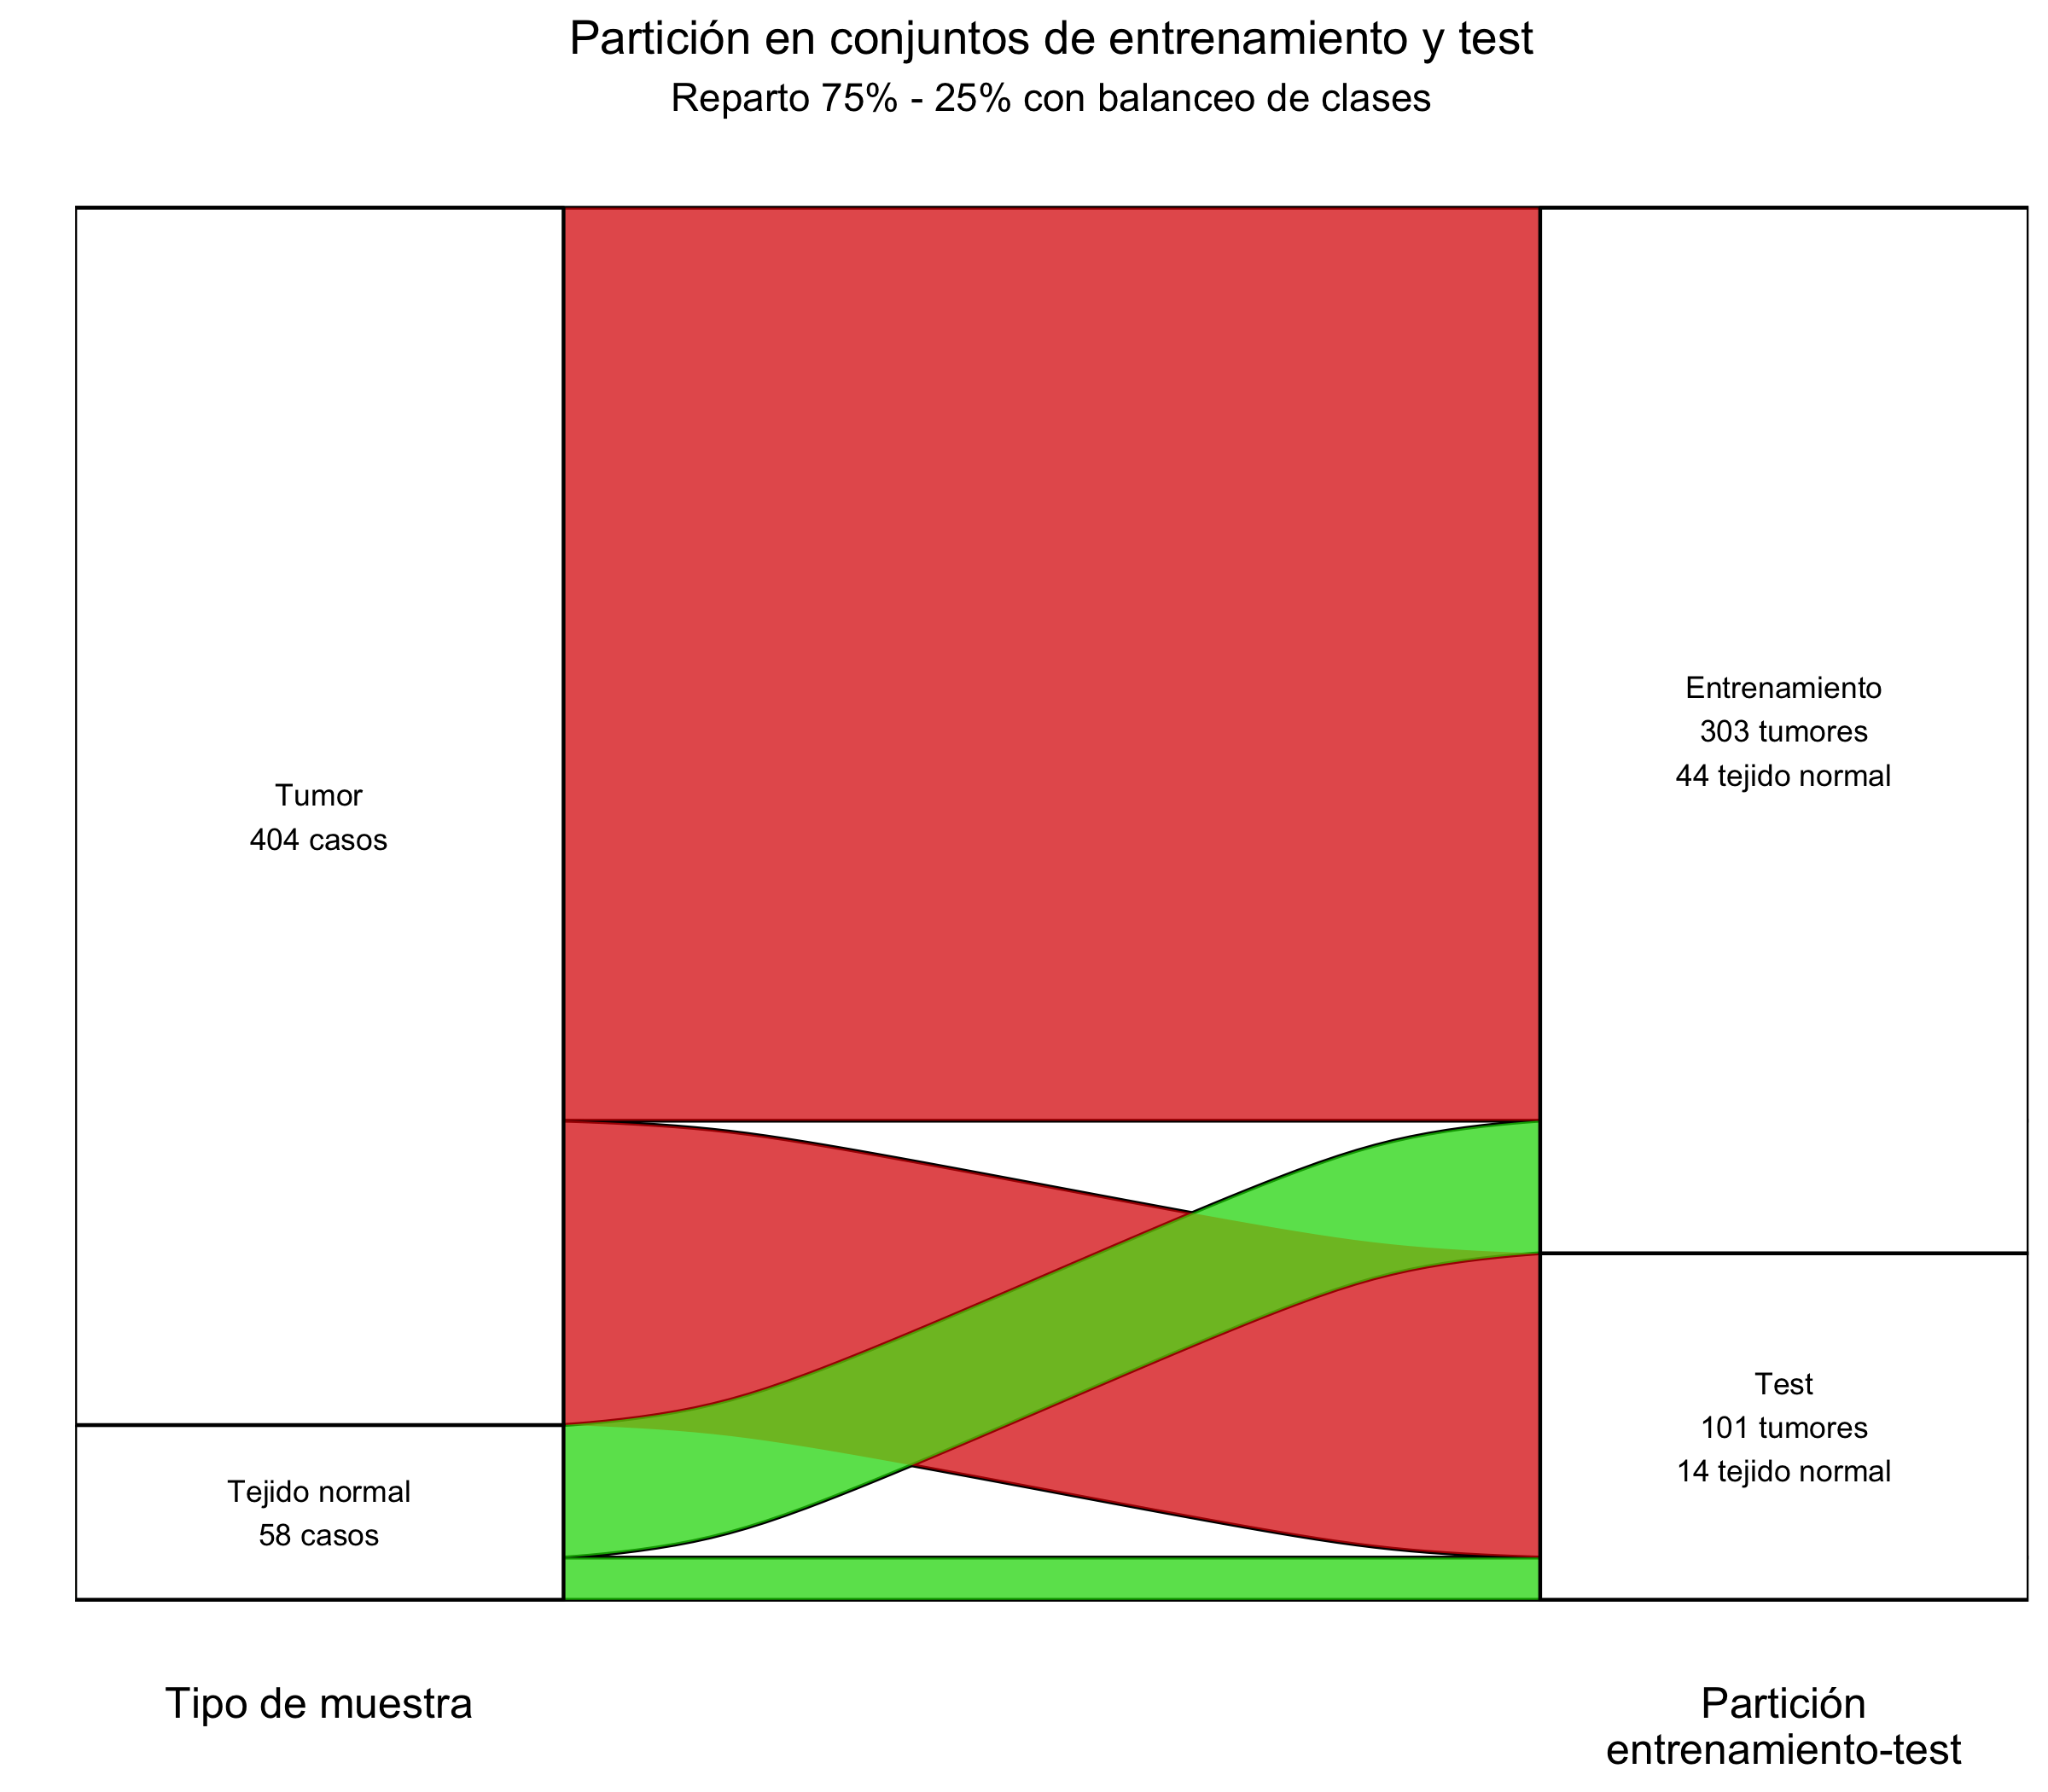 Partición en conjuntos de entrenamiento y test
Reparto 75% - 25% con balanceo de clases
Tumor
404 casos
Tejido normal
58 casos
Entrenamiento
303 tumores
44 tejido normal
Test
101 tumores
14 tejido normal
Tipo de muestra
Partición
entrenamiento-test